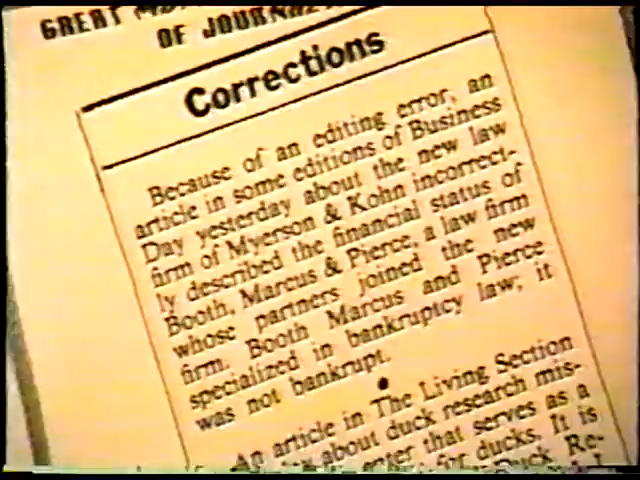 GREAT
OF
Corrections
Because of an editing error, an
article in some editions of Business
Day yesterday about the new law
firm of Myerson & Kohn incorrect-
ly described the financial status of
Booth, Marcus & Pierce, a law firm
whose partners joined the new
firm. Booth Marcus and Pierce
specialized in bankruptcy law; it
was not bankrupt.
An article in The Living Section
about duck research mis-
that serves as a
for ducks. It is
Duck Re-